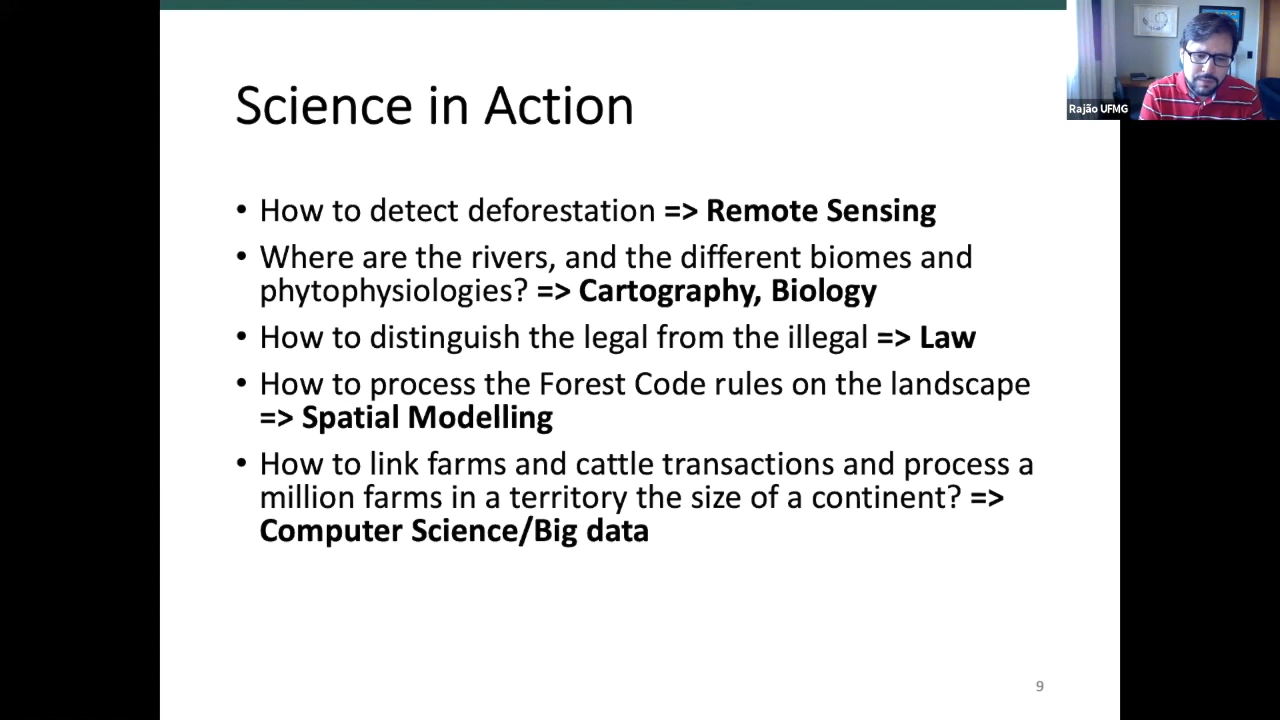 Science in Action
Rajão UFMG
• How to detect deforestation => Remote Sensing
• Where are the rivers, and the different biomes and
phytophysiologies? => Cartography, Biology
• How to distinguish the legal from the illegal => Law
• How to process the Forest Code rules on the landscape
=> Spatial Modelling
• How to link farms and cattle transactions and process a
million farms in a territory the size of a continent? =>
Computer Science/Big data
9